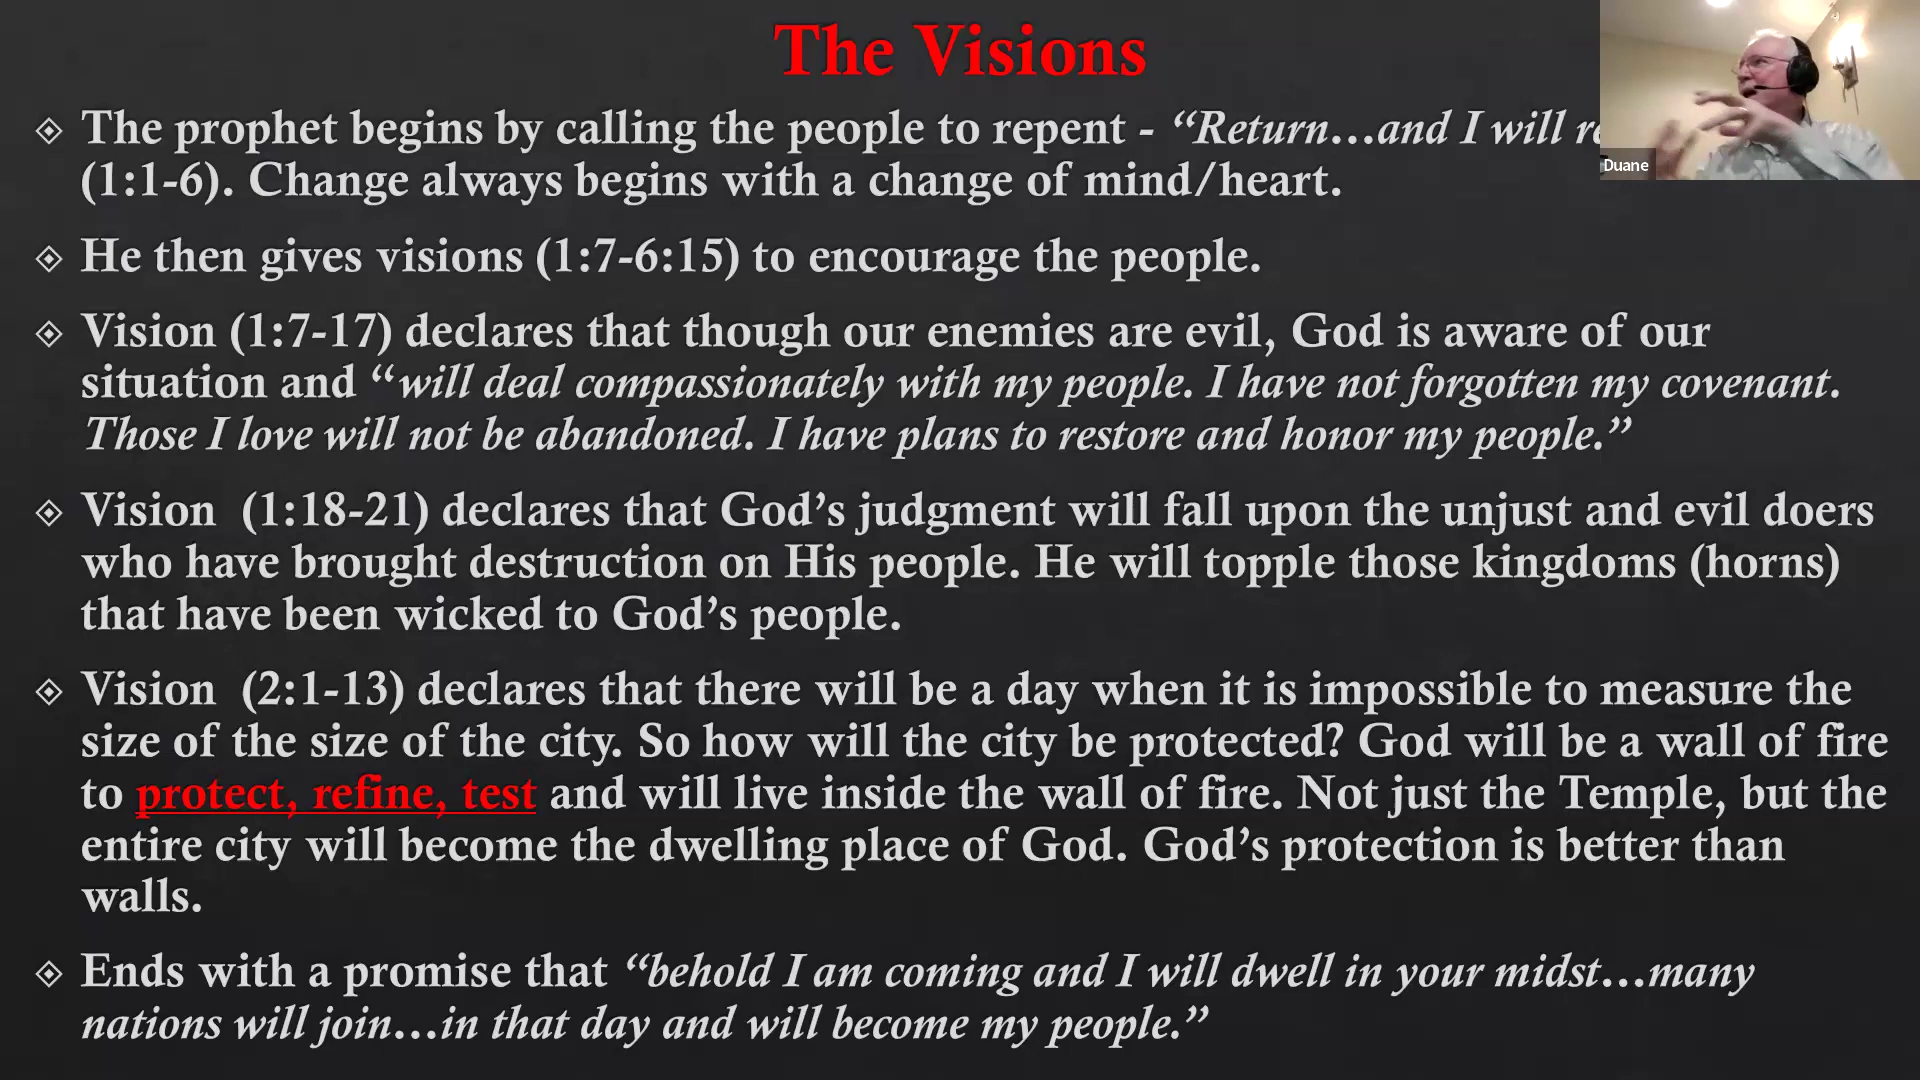 The Visions
The prophet begins by calling the people to repent - “Return…and I will
(1:1-6). Change always begins with a change of mind/heart.
He then gives visions (1:7-6:15) to encourage the people.
Vision (1:7-17) declares that though our enemies are evil, God is aware of our
situation and “will deal compassionately with my people. I have not forgotten my covenant.
Those I love will not be abandoned. I have plans to restore and honor my people.”
Vision (1:18-21) declares that God’s judgment will fall upon the unjust and evil doers
who have brought destruction on His people. He will topple those kingdoms (horns)
that have been wicked to God’s people.
Vision (2:1-13) declares that there will be a day when it is impossible to measure the
size of the size of the city. So how will the city be protected? God will be a wall of fire
to protect, refine, test and will live inside the wall of fire. Not just the Temple, but the
entire city will become the dwelling place of God. God’s protection is better than
walls.
Ends with a promise that “behold I am coming and I will dwell in your midst…many
nations will join…in that day and will become my people.”
Duane